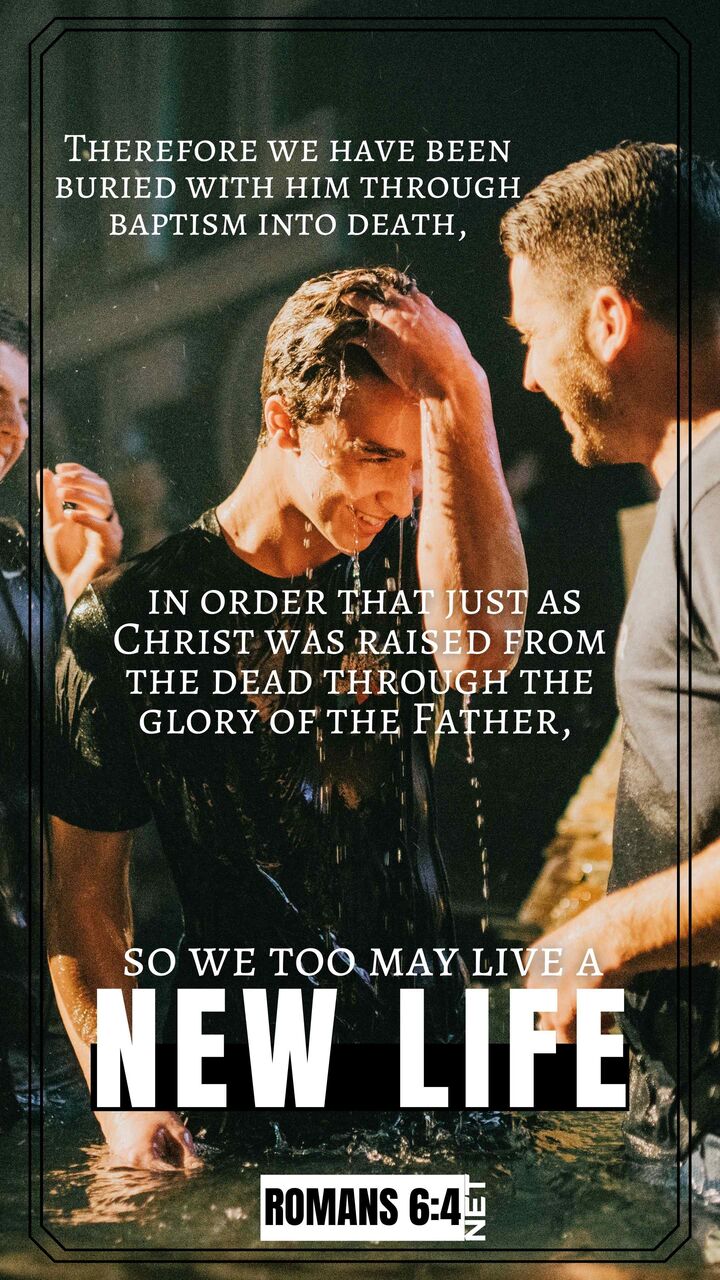 Therefore we have been
buried with him through
baptism into death,
in order that just as
Christ was raised from
the dead through the
glory of the Father,
so we too may live a
NEW LIFE
ROMANS 6:4
NET